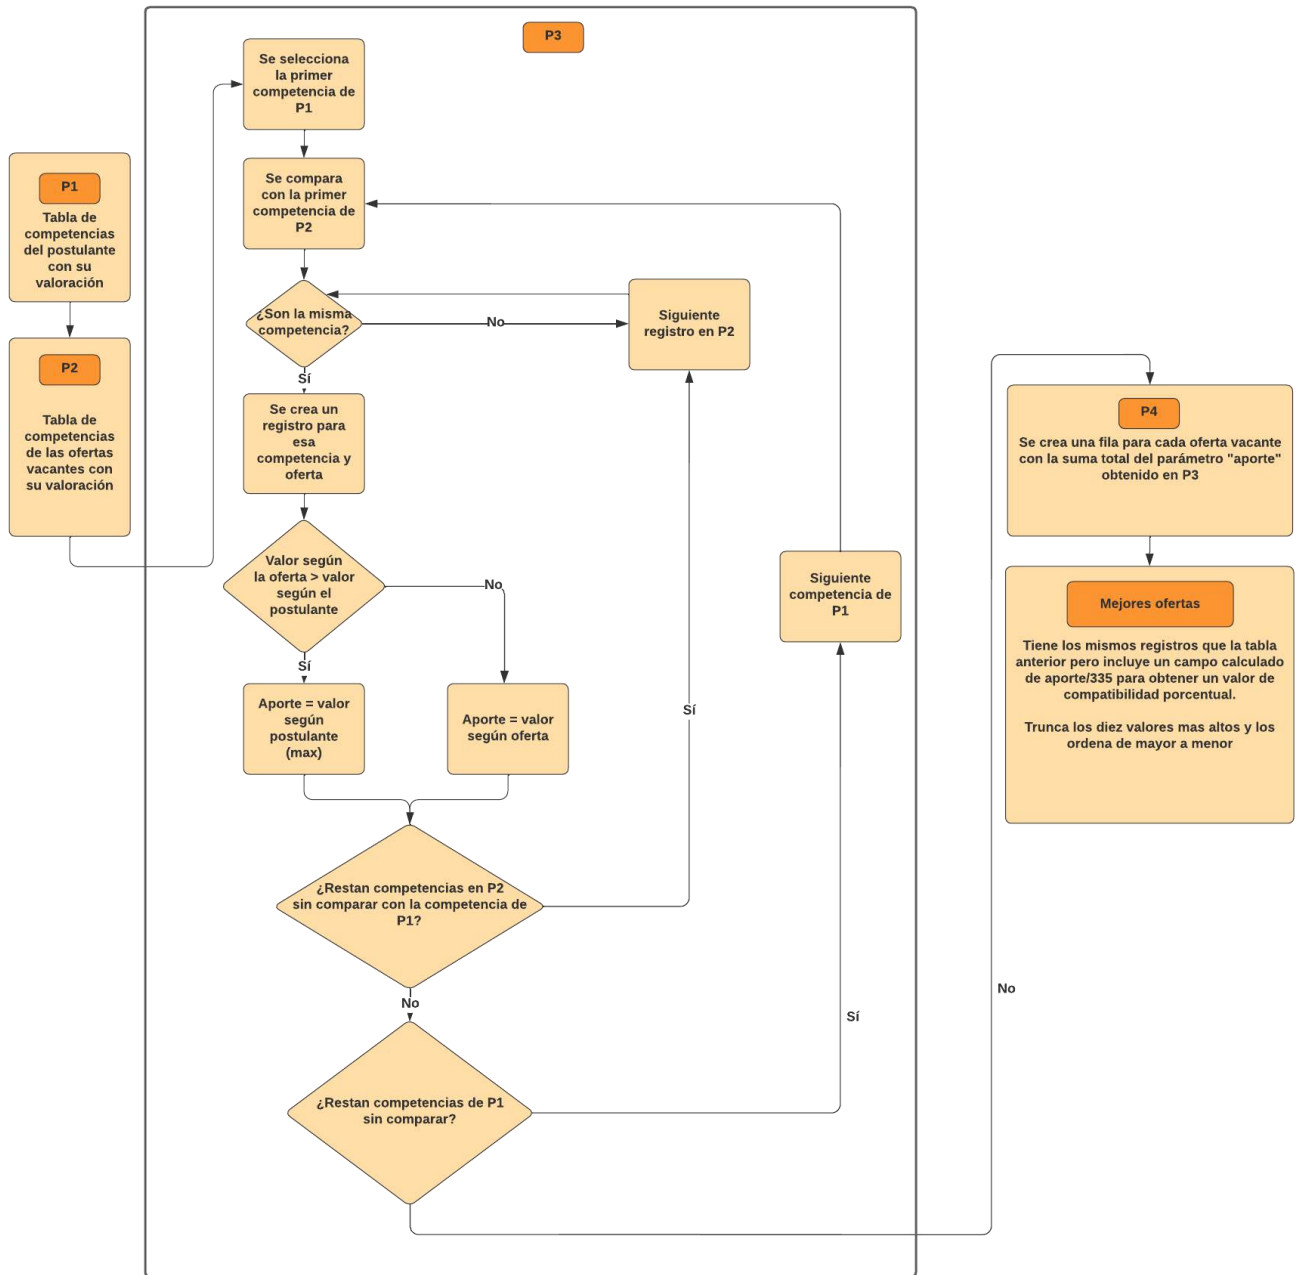 P3
Se selecciona
la primer
competencia de
P1
Se compara
con la primer
competencia de
P2
P1
Tabla de
competencias
del postulante
con su
valoración
¿Son la misma
competencia?
No
Siguiente
registro en P2
P2
Tabla de
competencias
de las ofertas
vacantes con
su valoración
Sí
Se crea un
registro para
esa
competencia y
oferta
P4
Se crea una fila para cada oferta vacante
con la suma total del parámetro "aporte"
obtenido en P3
Valor según
la oferta > valor
según el
postulante
No
Siguiente
competencia de
P1
Sí
Mejores ofertas
Tiene los mismos registros que la tabla
anterior pero incluye un campo calculado
de aporte/335 para obtener un valor de
compatibilidad porcentual.
Trunca los diez valores mas altos y los
ordena de mayor a menor
Aporte = valor
según
postulante
(max)
Aporte = valor
según oferta
Sí
¿Restan competencias en P2
sin comparar con la competencia de
P1?
No
No
Sí
¿Restan competencias de P1
sin comparar?